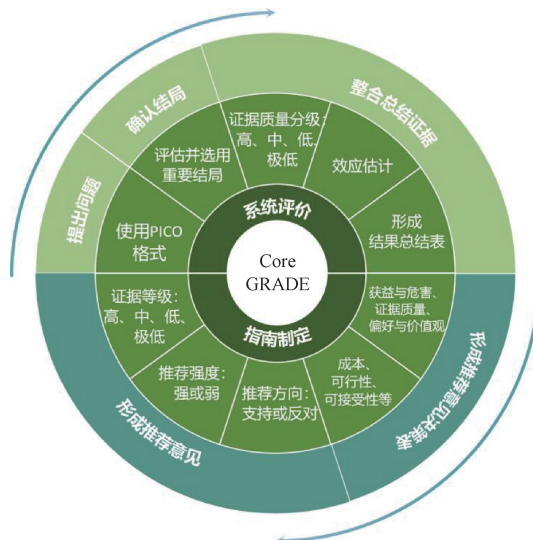 提出问题
确认结局
整合总结证据
使用PICO
格式
评估并选用
重要结局
证据质量分级：
高、中、低、
极低
效应估计
形成
结果总结表
系统评价
Core
GRADE
指南制定
获益与危害、
证据质量、
偏好与价值观
成本、
可行性、
可接受性等
推荐方向：
支持或反对
推荐强度：
强或弱
证据等级：
高、中、低、
极低
形成推荐意见决策表
形成推荐意见